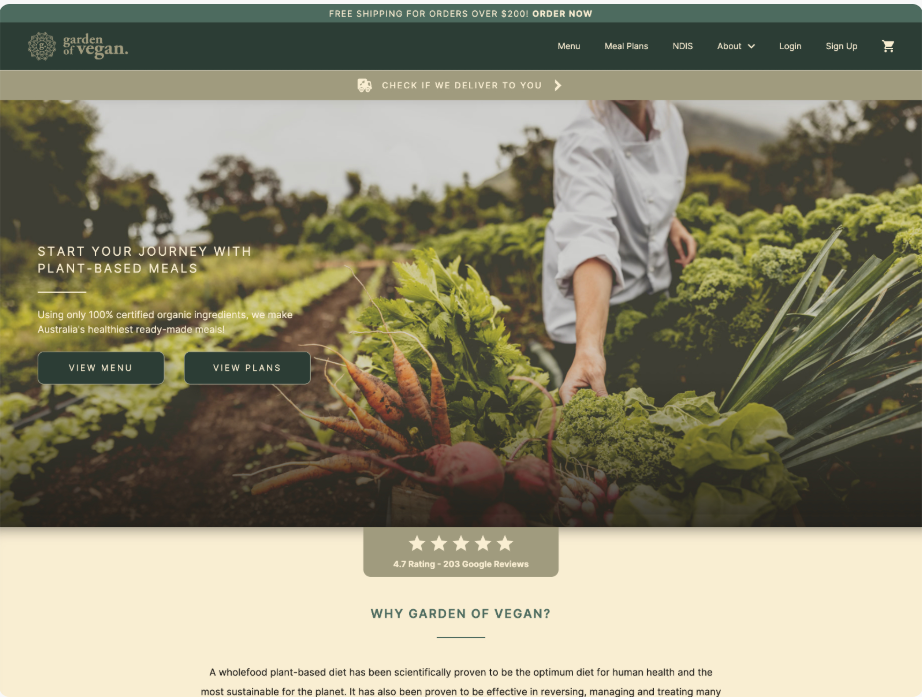 FREE SHIPPING FOR ORDERS OVER $200! ORDER NOW
garden
of vegan.
Menu Meal Plans NDIS About Login Sign Up
CHECK IF WE DELIVER TO YOU
START YOUR JOURNEY WITH
PLANT-BASED MEALS
Using only 100% certified organic ingredients, we make
Australia's healthiest ready-made meals!
VIEW MENU VIEW PLANS
4.7 Rating - 203 Google Reviews
WHY GARDEN OF VEGAN?
A wholefood plant-based diet has been scientifically proven to be the optimum diet for human health and the
most sustainable for the planet. It has also been proven to be effective in reversing, managing and treating many